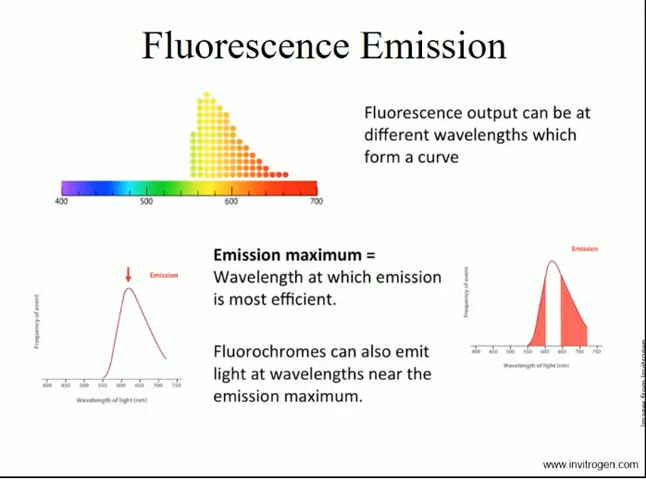 Fluorescence Emission
Fluorescence output can be at
different wavelengths which
form a curve
400 500 600 700
Emission maximum =
Wavelength at which emission
is most efficient.
Fluorochromes can also emit
light at wavelengths near the
emission maximum.
Emission
Frequency of event
400 450 500 550 600 650 700 750
Wavelength of light (nm)
Emission
Frequency of event
400 450 500 550 600 650 700 750
Wavelength of light (nm)
Images from Invitrogen
www.invitrogen.com